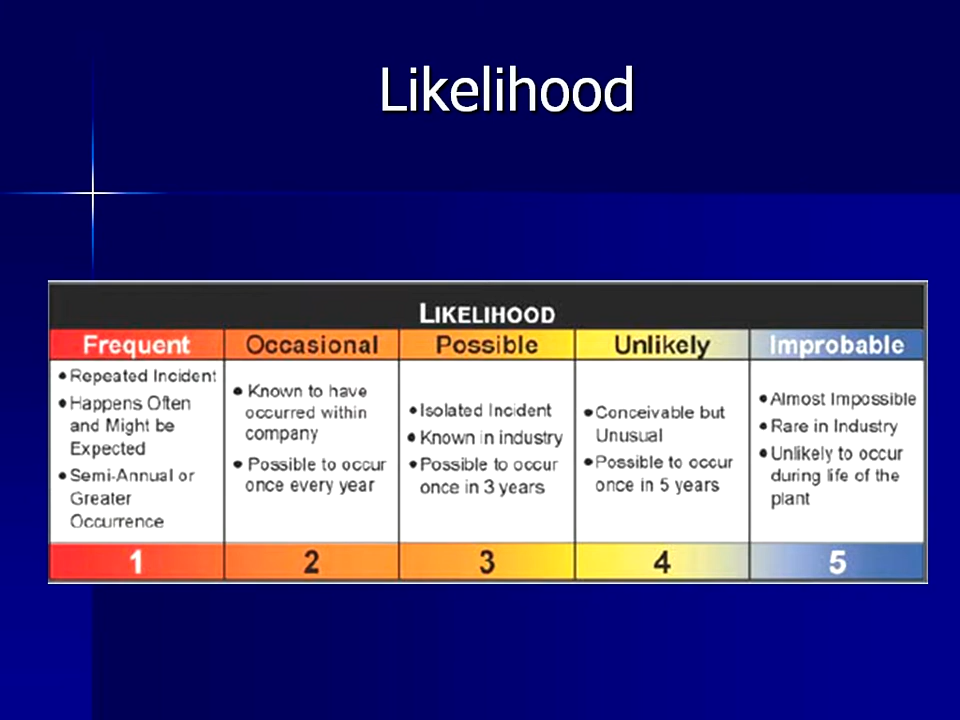 Likelihood
LIKELIHOOD
Frequent
Occasional
Possible
Unlikely
Improbable
• Repeated Incident
• Happens Often
and Might be
Expected
• Semi-Annual or
Greater
Occurrence
• Known to have
occurred within
company
• Possible to occur
once every year
• Isolated Incident
• Known in industry
• Possible to occur
once in 3 years
• Conceivable but
Unusual
• Possible to occur
once in 5 years
• Almost Impossible
• Rare in Industry
• Unlikely to occur
during life of the
plant
1
2
3
4
5